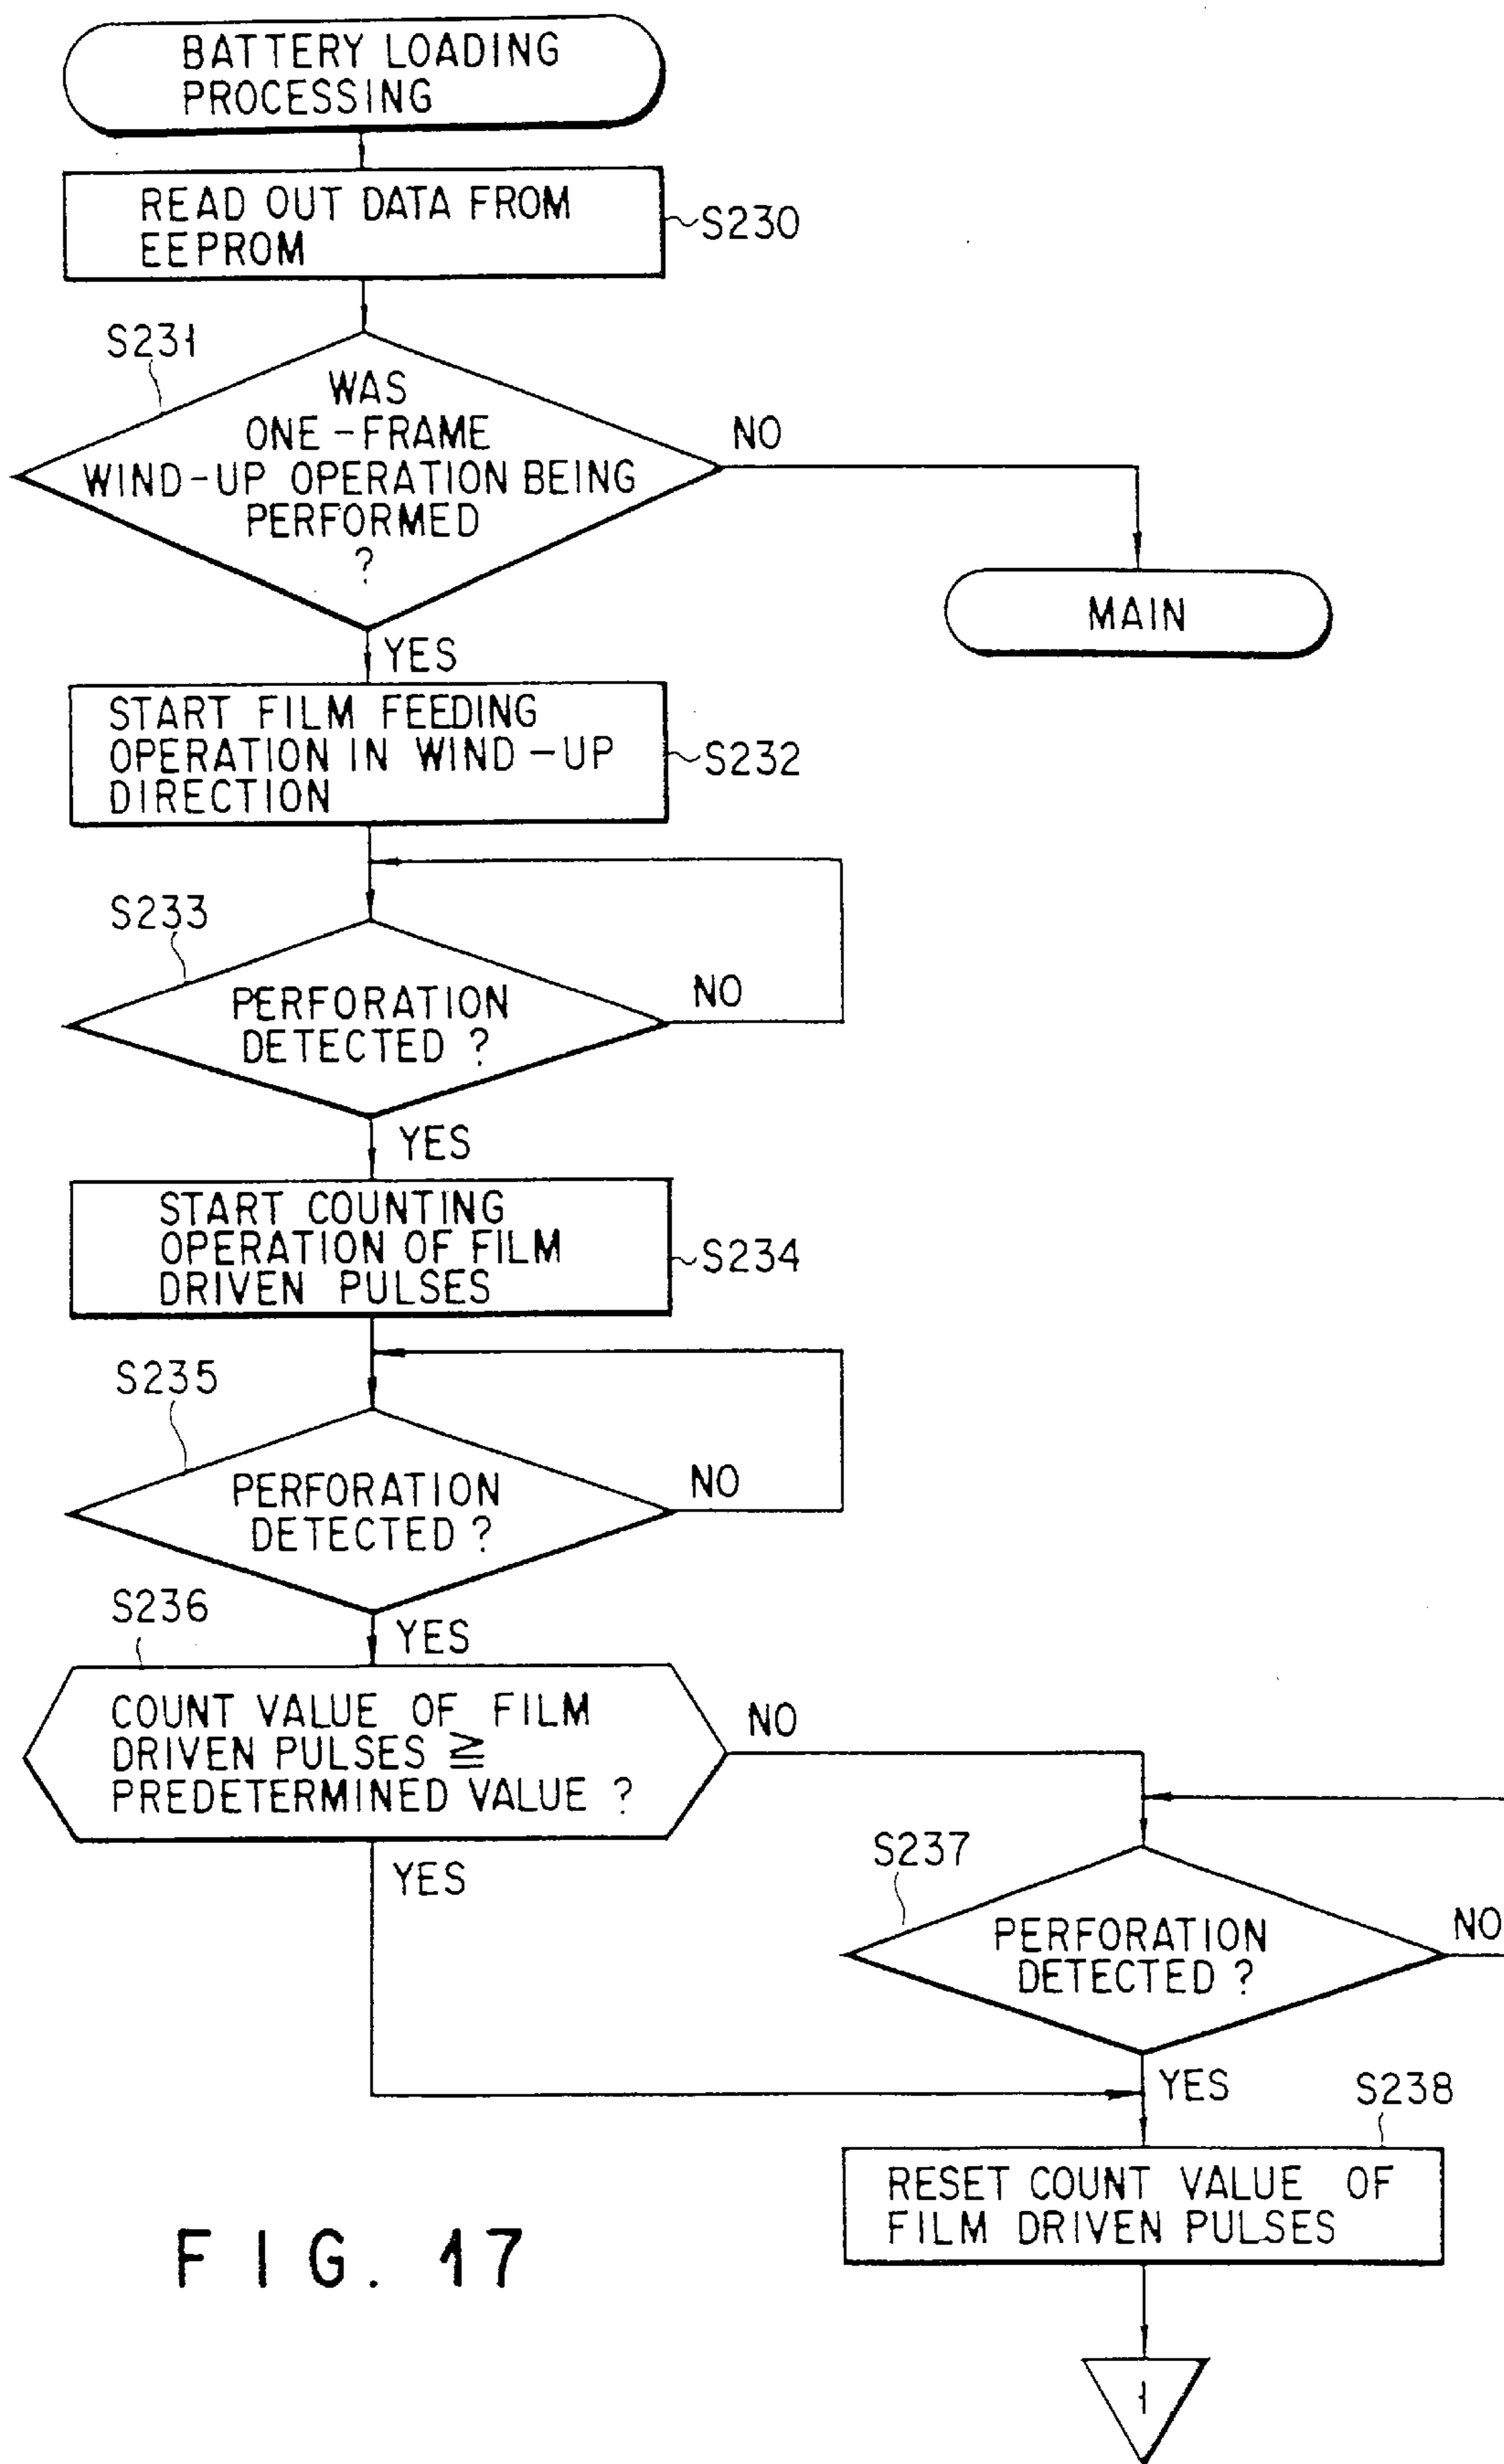 BATTERY LOADING
PROCESSING
READ OUT DATA FROM
EEPROM
S230
S231
WAS
ONE-FRAME
WIND-UP OPERATION BEING
PERFORMED
?
NO
MAIN
YES
START FILM FEEDING
OPERATION IN WIND-UP
DIRECTION
S232
S233
PERFORATION
DETECTED ?
NO
YES
START COUNTING
OPERATION OF FILM
DRIVEN PULSES
S234
S235
PERFORATION
DETECTED ?
NO
YES
S236
COUNT VALUE OF FILM
DRIVEN PULSES ≧
PREDETERMINED VALUE ?
NO
YES
S237
PERFORATION
DETECTED ?
NO
YES
S238
RESET COUNT VALUE OF
FILM DRIVEN PULSES
1
FIG. 17